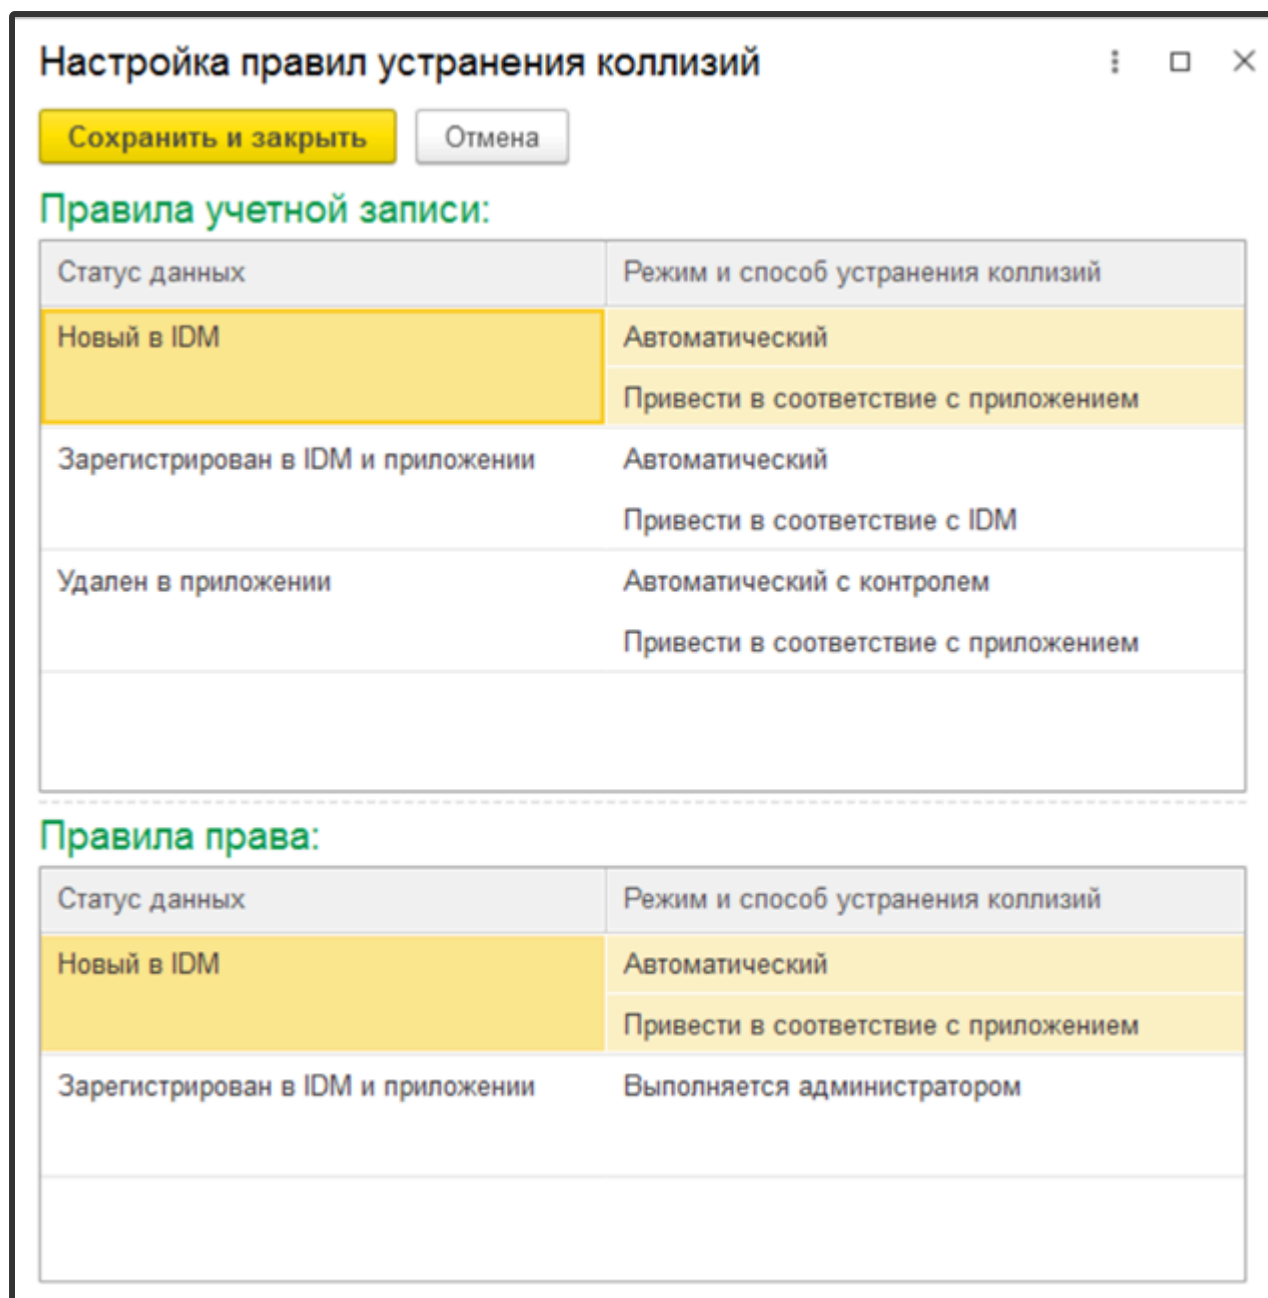 Настройка правил устранения коллизий
Сохранить и закрыть Отмена
Правила учетной записи:
Статус данных Режим и способ устранения коллизий
Новый в IDM Автоматический
Привести в соответствие с приложением
Зарегистрирован в IDM и приложении Автоматический
Привести в соответствие с IDM
Удален в приложении Автоматический с контролем
Привести в соответствие с приложением
Правила права:
Статус данных Режим и способ устранения коллизий
Новый в IDM Автоматический
Привести в соответствие с приложением
Зарегистрирован в IDM и приложении Выполняется администратором